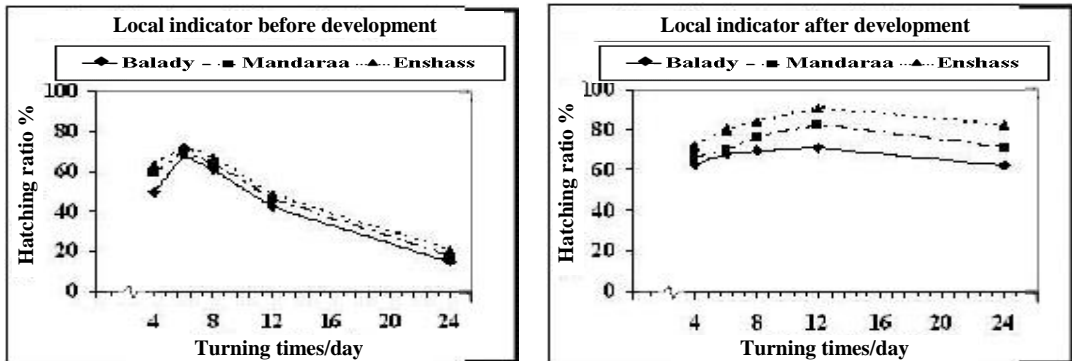 Local indicator before development
Balady Mandaraa Enshass
Hatching ratio %
100
80
60
40
20
0
4 8 12 16 20 24
Turning times/day
Local indicator after development
Balady Mandaraa Enshass
Hatching ratio %
100
80
60
40
20
0
4 8 12 16 20 24
Turning times/day